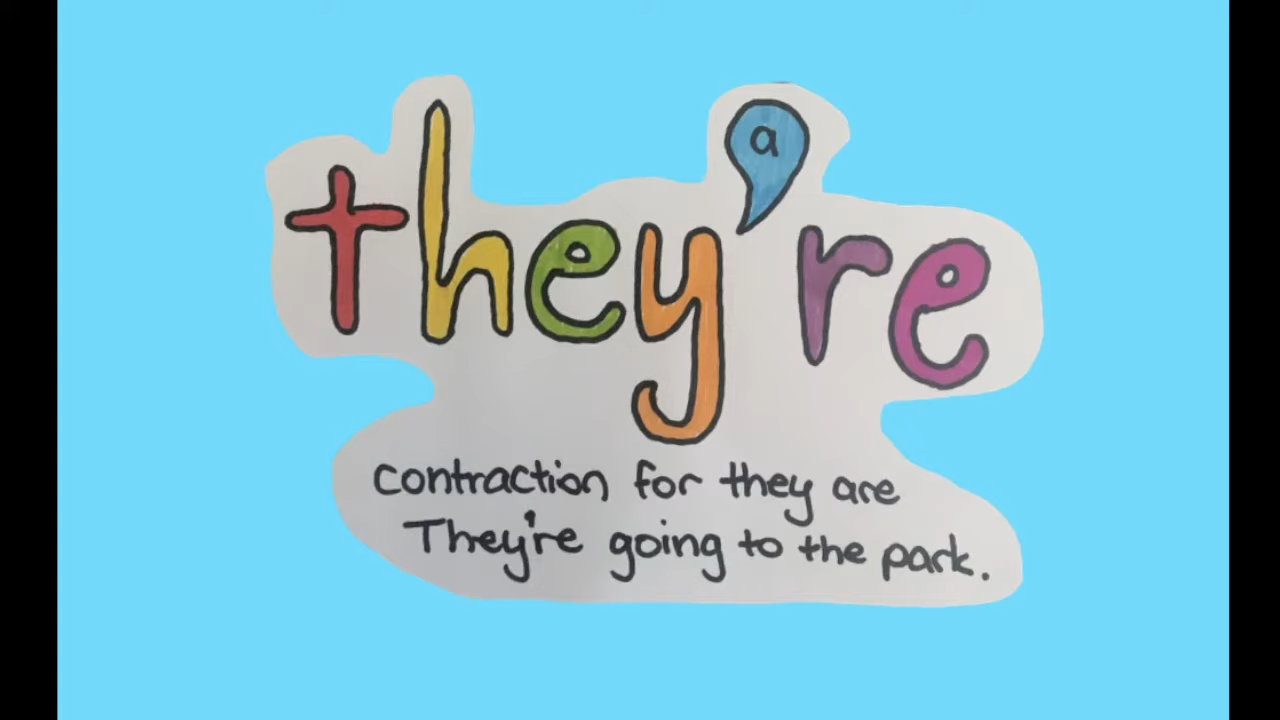 they're
a
contraction for they are
They're going to the park.